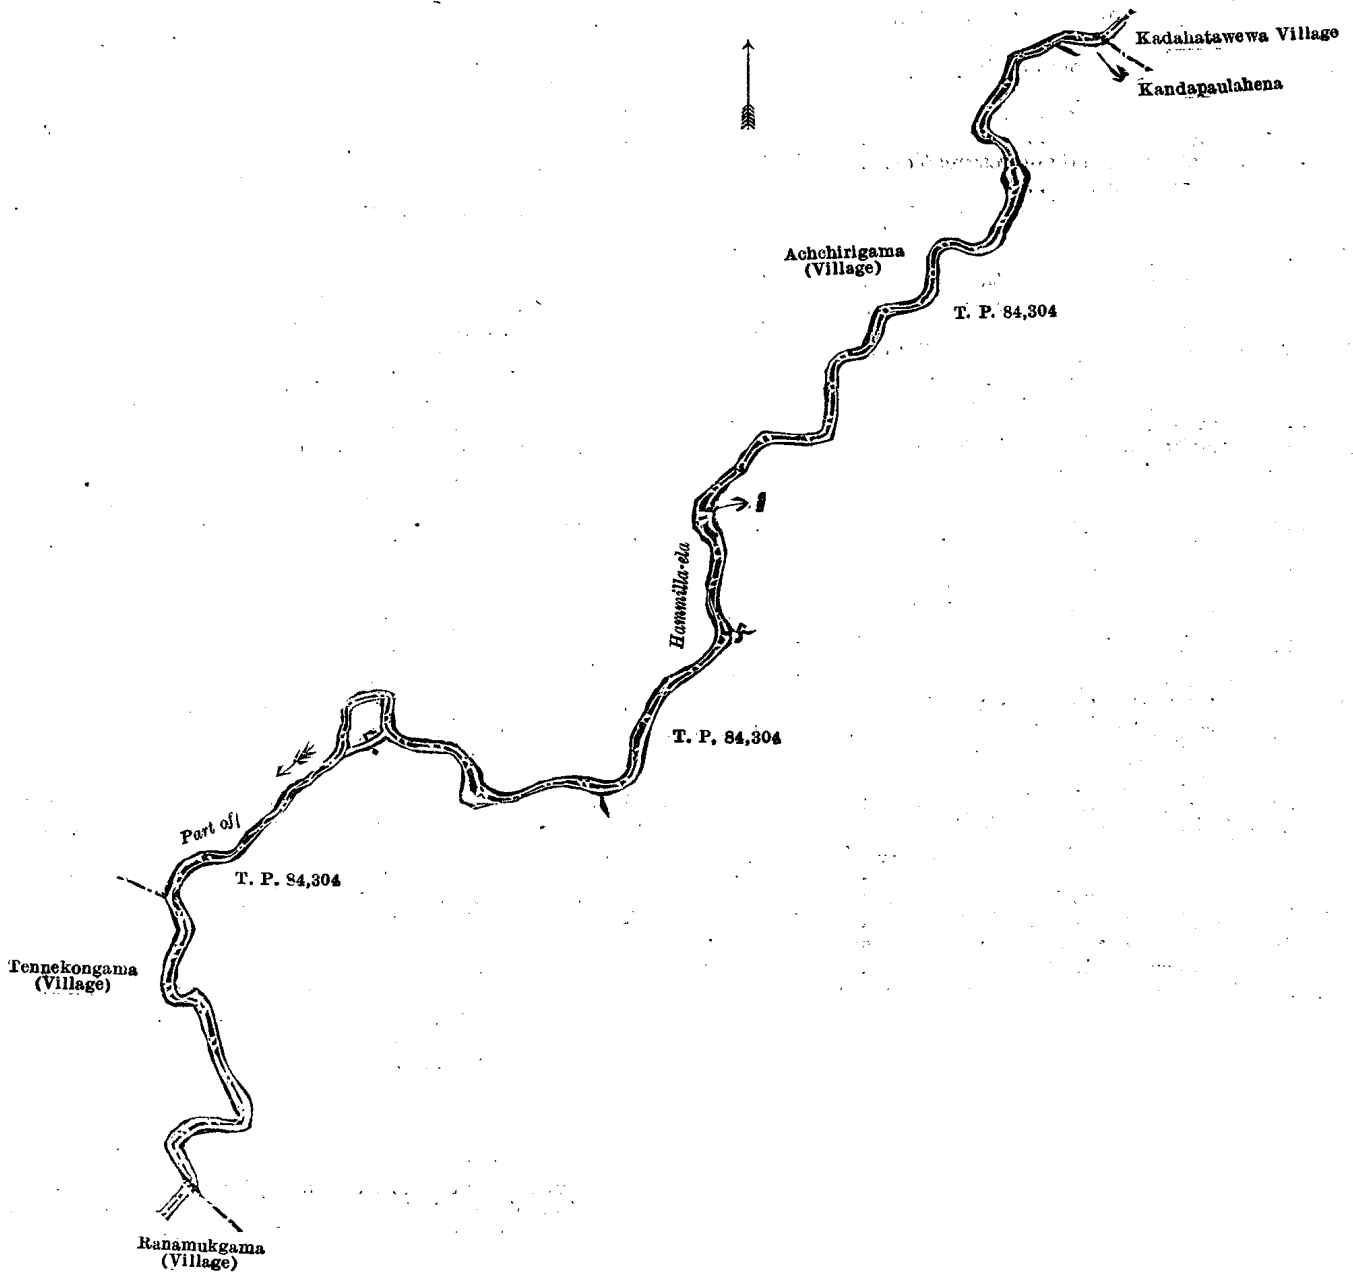 Kadahatawewa Village
Kandapaulahena
Achchirigama
(Village)
T. P. 84,304
Hammilla-ela
T. P, 84,304
Part of
T. P. 84,304
Tennekongama
(Village)
Ranamukgama
(Village)